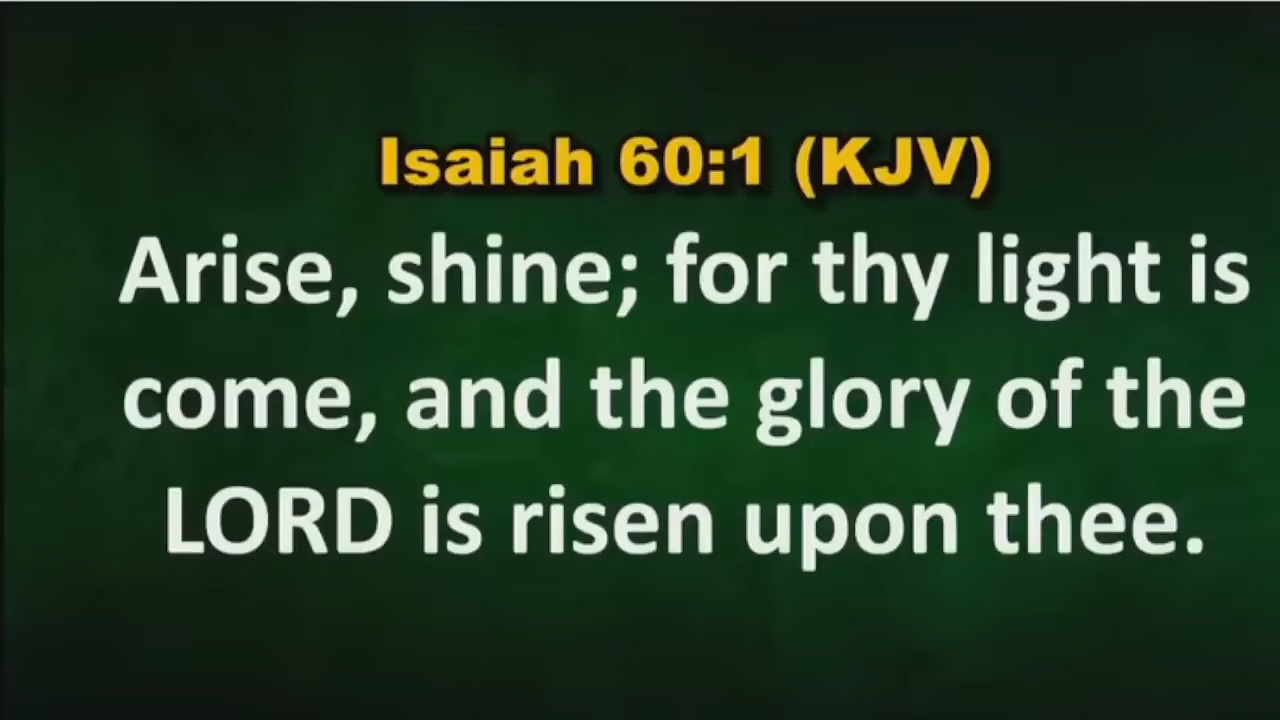 Isaiah 60:1 (KJV)
Arise, shine; for thy light is
come, and the glory of the
LORD is risen upon thee.